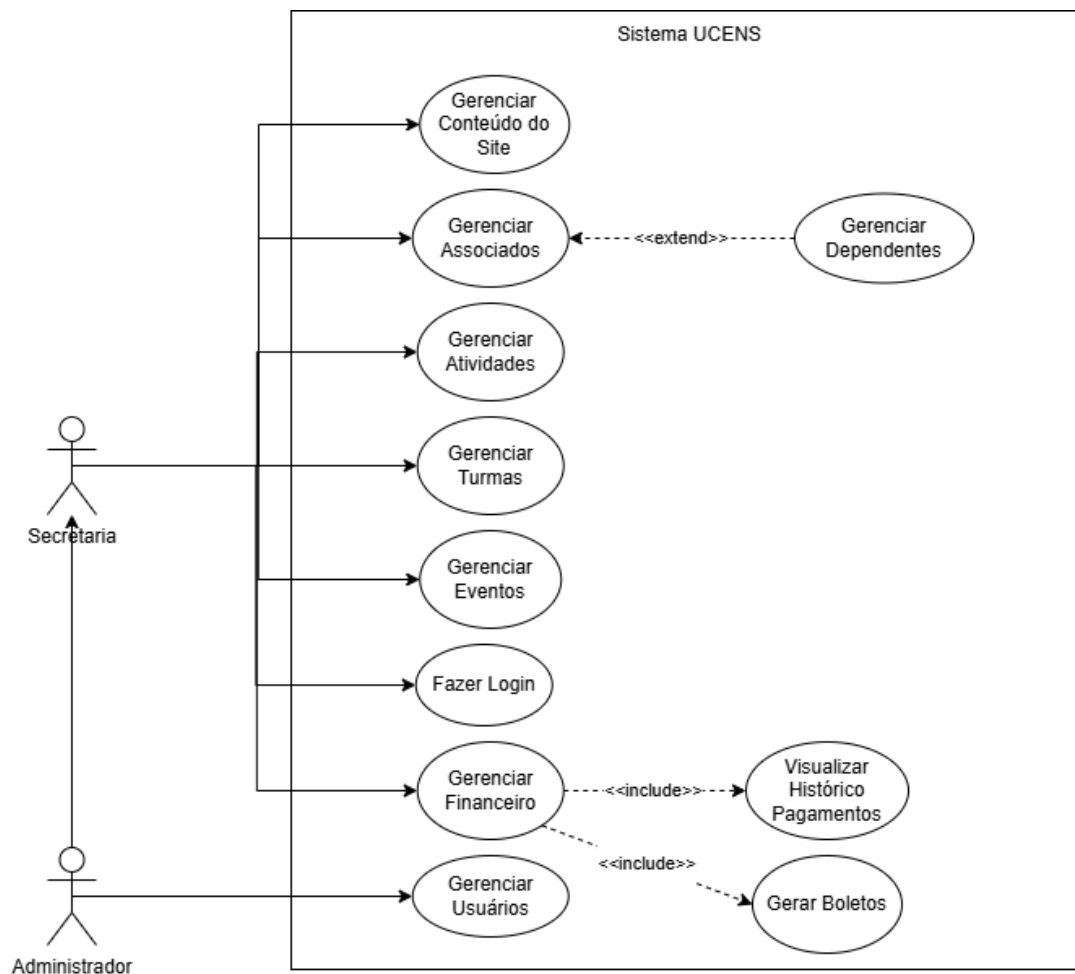 Sistema UCENS
Gerenciar
Conteúdo do
Site
Gerenciar
Associados
<<extend>>
Gerenciar
Dependentes
Gerenciar
Atividades
Gerenciar
Turmas
Secretaria
Gerenciar
Eventos
Fazer Login
Gerenciar
Financeiro
<<include>>
Visualizar
Histórico
Pagamentos
<<include>>
Gerar Boletos
Gerenciar
Usuários
Administrador